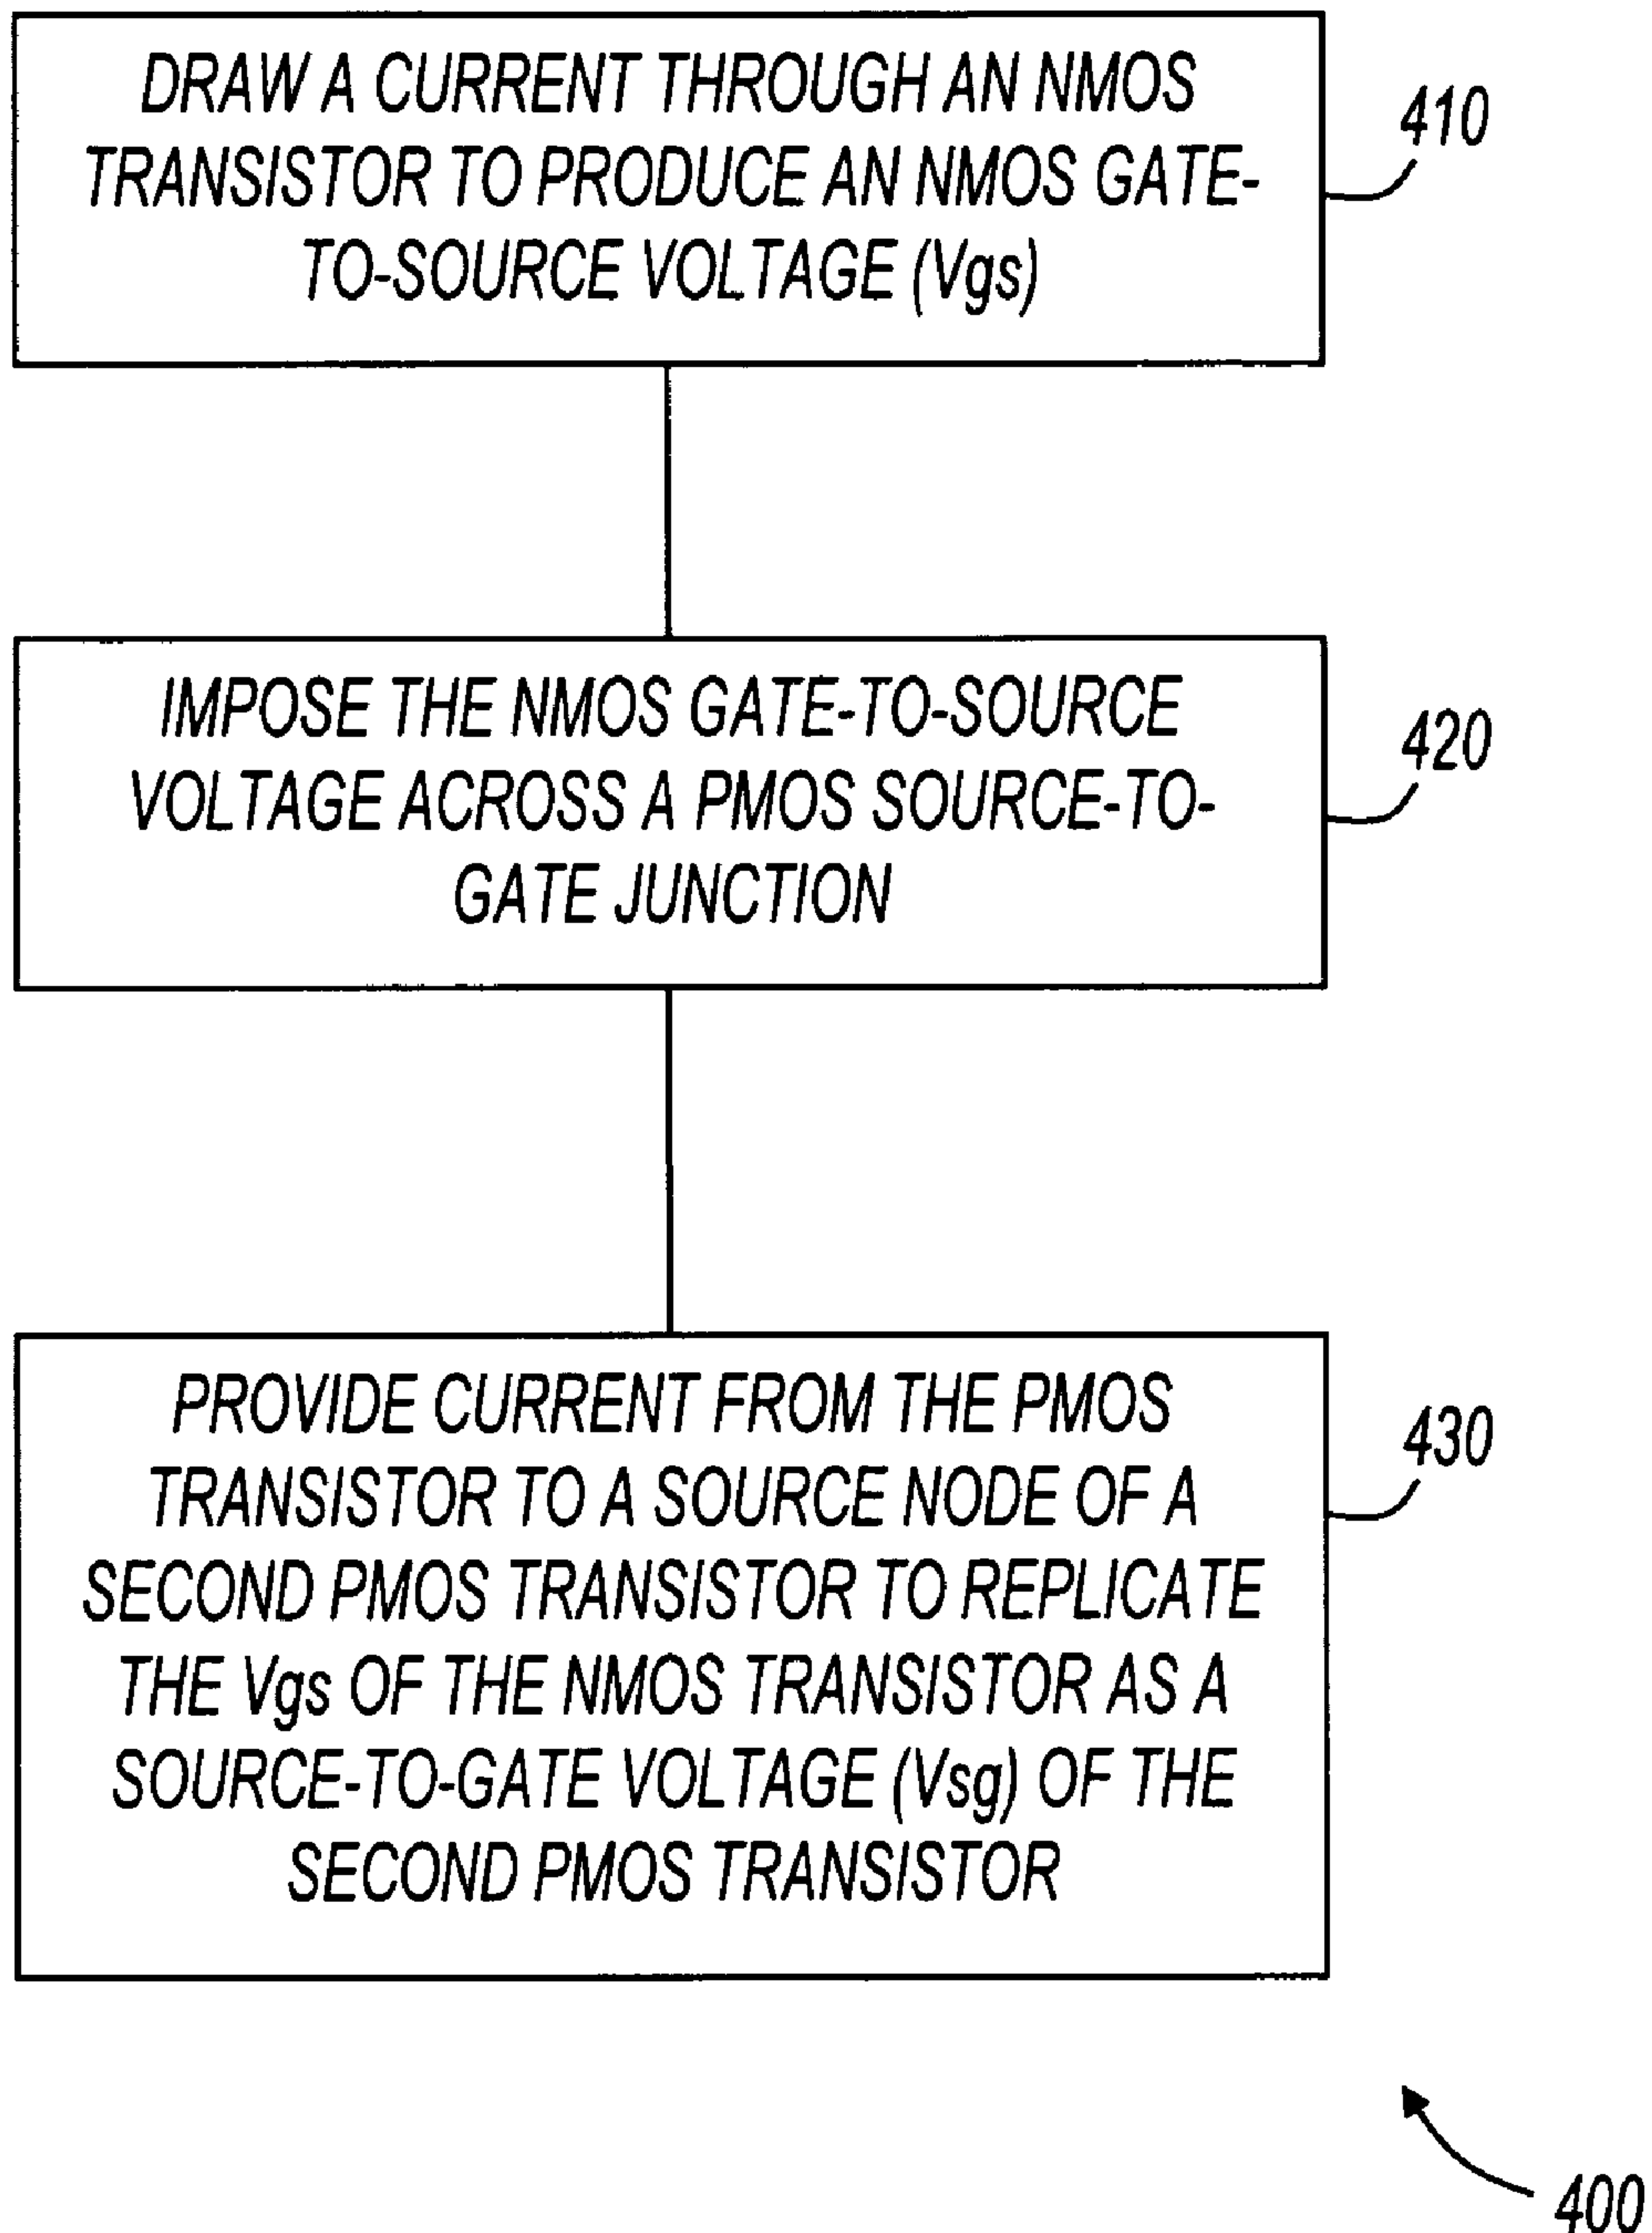 DRAW A CURRENT THROUGH AN NMOS
TRANSISTOR TO PRODUCE AN NMOS GATE-
TO-SOURCE VOLTAGE (Vgs)
410
IMPOSE THE NMOS GATE-TO-SOURCE
VOLTAGE ACROSS A PMOS SOURCE-TO-
GATE JUNCTION
420
PROVIDE CURRENT FROM THE PMOS
TRANSISTOR TO A SOURCE NODE OF A
SECOND PMOS TRANSISTOR TO REPLICATE
THE Vgs OF THE NMOS TRANSISTOR AS A
SOURCE-TO-GATE VOLTAGE (Vsg) OF THE
SECOND PMOS TRANSISTOR
430
400